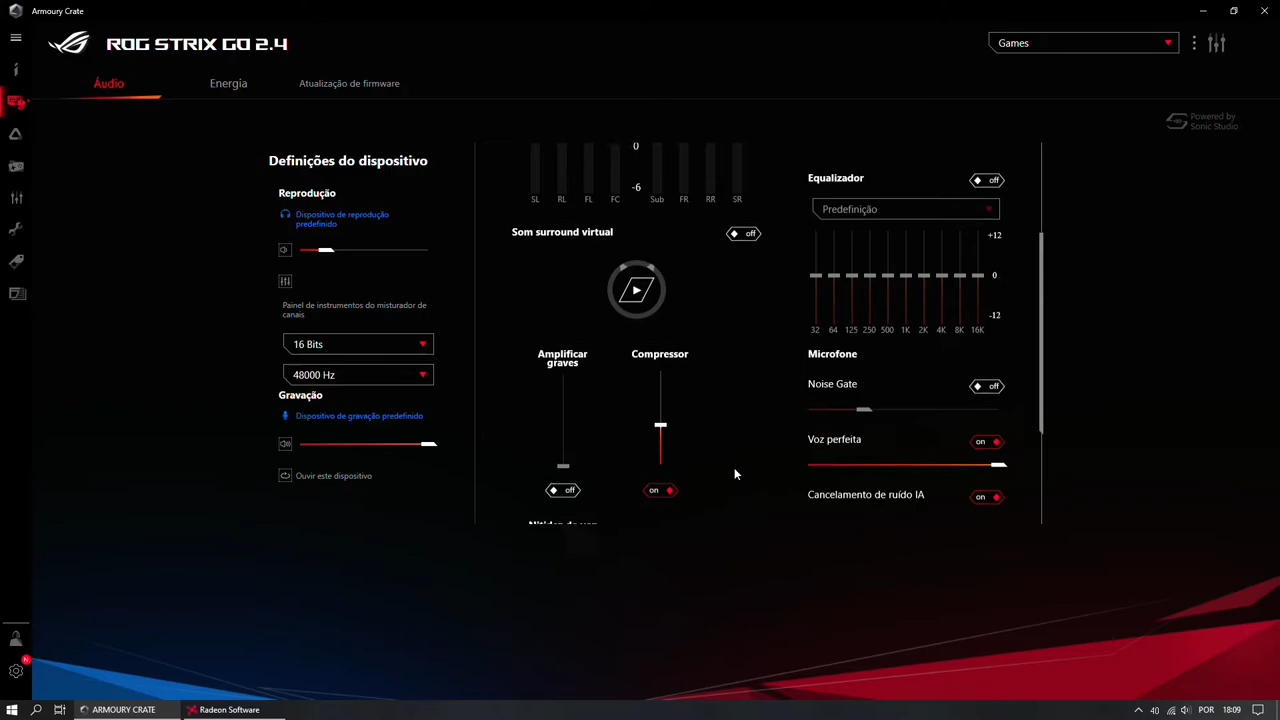 Armoury Crate
ROG STRIX GO 2.4
Games
Áudio
Energia
Atualização de firmware
Powered by
Sonic Studio
Definições do dispositivo
Reprodução
Dispositivo de reprodução
predefinido
Painel de instrumentos do misturador de
canais
16 Bits
48000 Hz
Gravação
Dispositivo de gravação predefinido
Ouvir este dispositivo
0
-6
SL RL FL FC Sub FR RR SR
Som surround virtual
off
Amplificar
graves
Compressor
off
on
Equalizador
off
Predefinição
+12
0
-12
32 64 125 250 500 1K 2K 4K 8K 16K
Microfone
Noise Gate
off
Voz perfeita
on
Cancelamento de ruído IA
on
N
ARMOURY CRATE
Radeon Software
40
POR
18:09